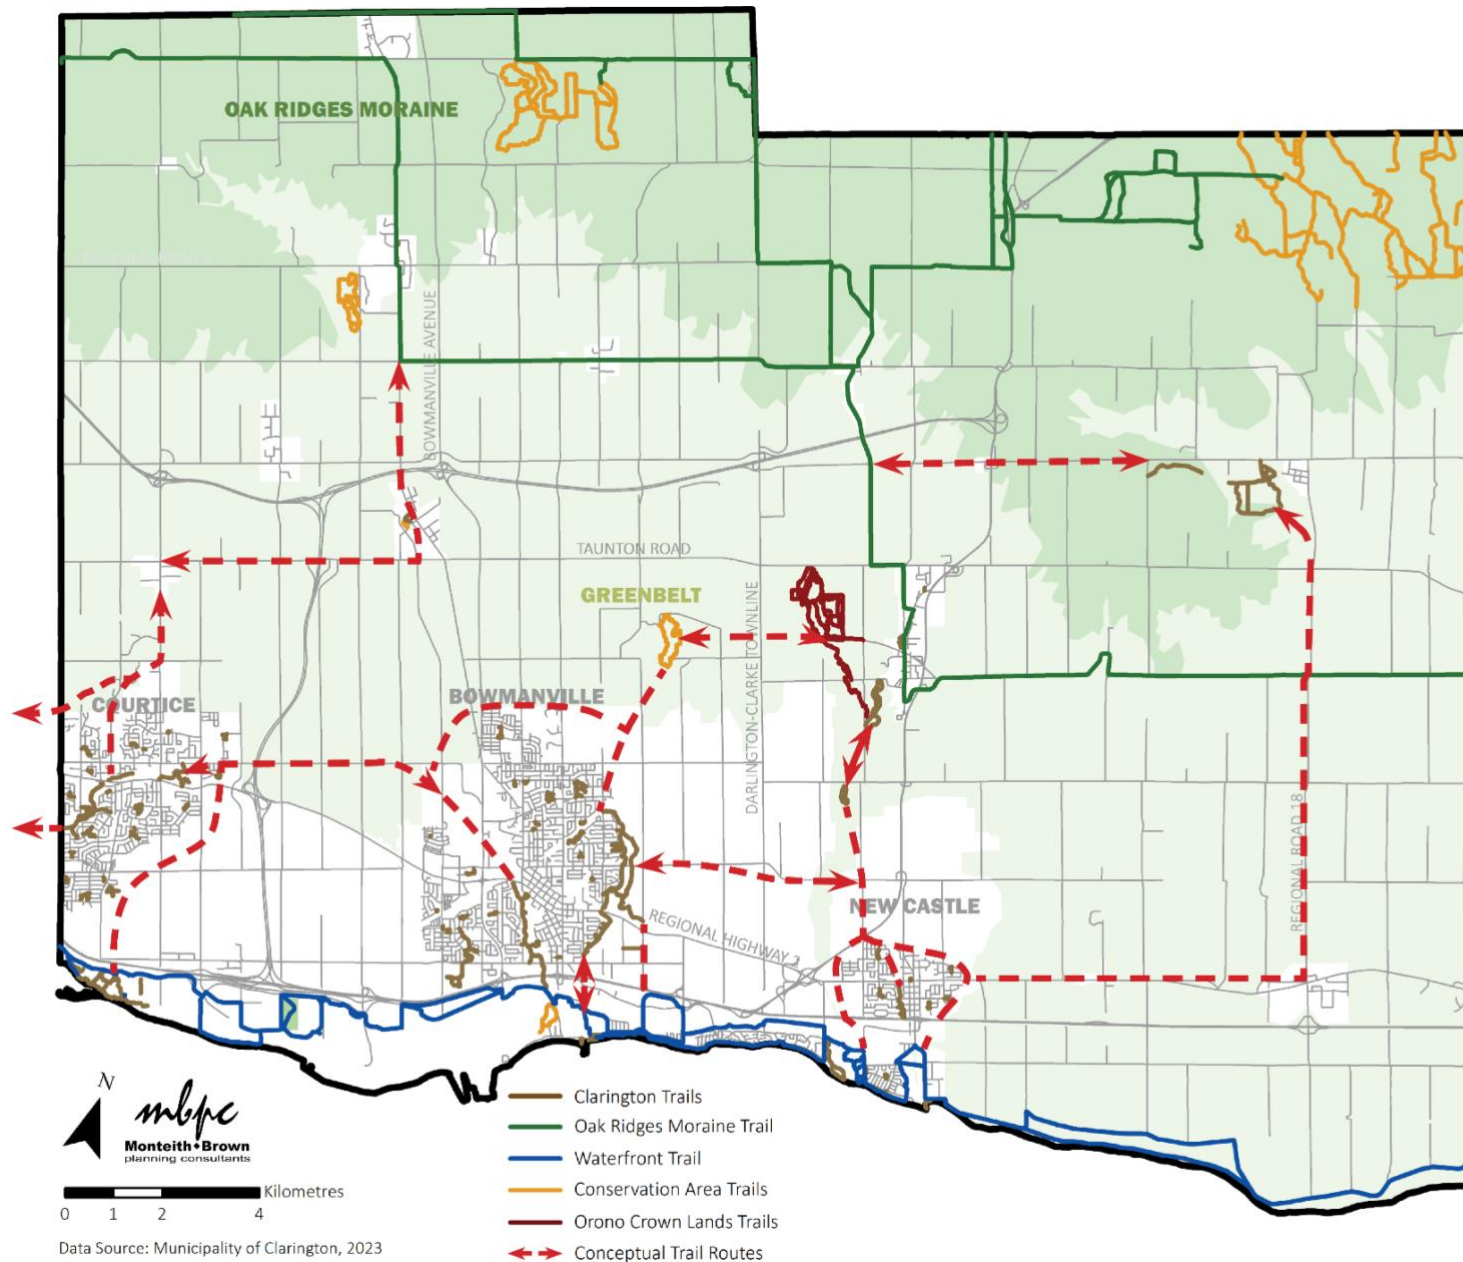 OAK RIDGES MORAINE
BOWMANVILLE AVENUE
TAUNTON ROAD
GREENBELT
DARLINGTON-CLARKE TOWNLINE
COURTICE
BOWMANVILLE
REGIONAL ROAD 18
REGIONAL HIGHWAY 2
NEW CASTLE
N
mbpc
Monteith•Brown
planning consultants
Kilometres
0 1 2 4
Data Source: Municipality of Clarington, 2023
Clarington Trails
Oak Ridges Moraine Trail
Waterfront Trail
Conservation Area Trails
Orono Crown Lands Trails
Conceptual Trail Routes